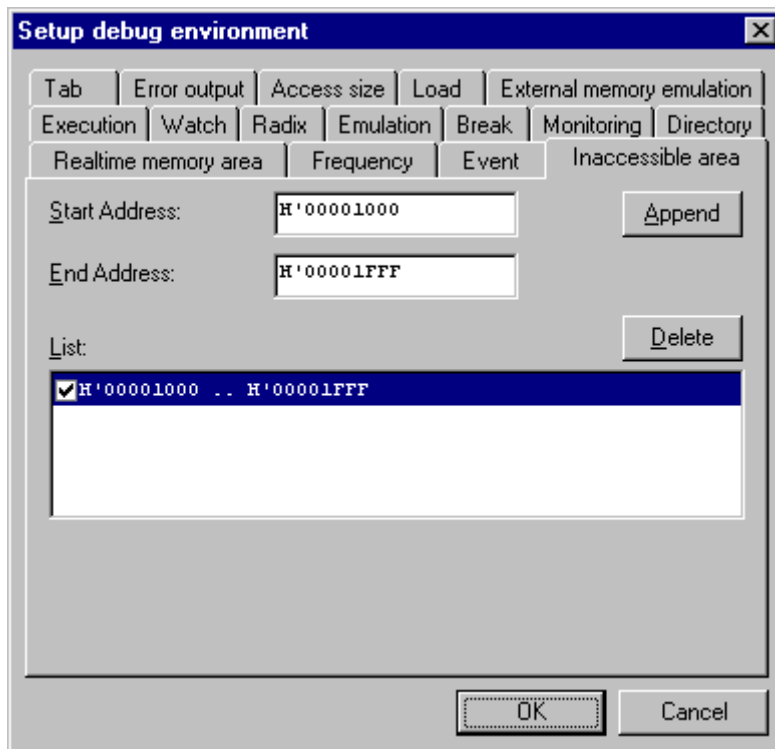 Setup debug environment
Tab Error output Access size Load External memory emulation
Execution Watch Radix Emulation Break Monitoring Directory
Realtime memory area Frequency Event Inaccessible area
Start Address: H'00001000 Append
End Address: H'00001FFF
Delete
List:
H'00001000 .. H'00001FFF
OK Cancel